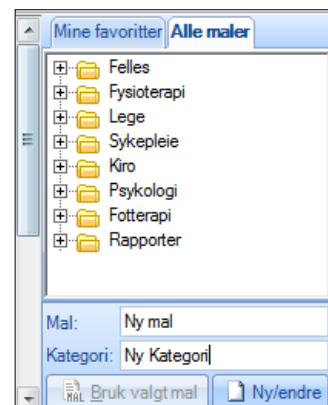 Mine favoritter Alle maler
Felles
Fysioterapi
Lege
Sykepleie
Kiro
Psykologi
Fotterapi
Rapporter
Mal: Ny mal
Kategori: Ny Kategori
MAL Bruk valgt mal Ny/endre